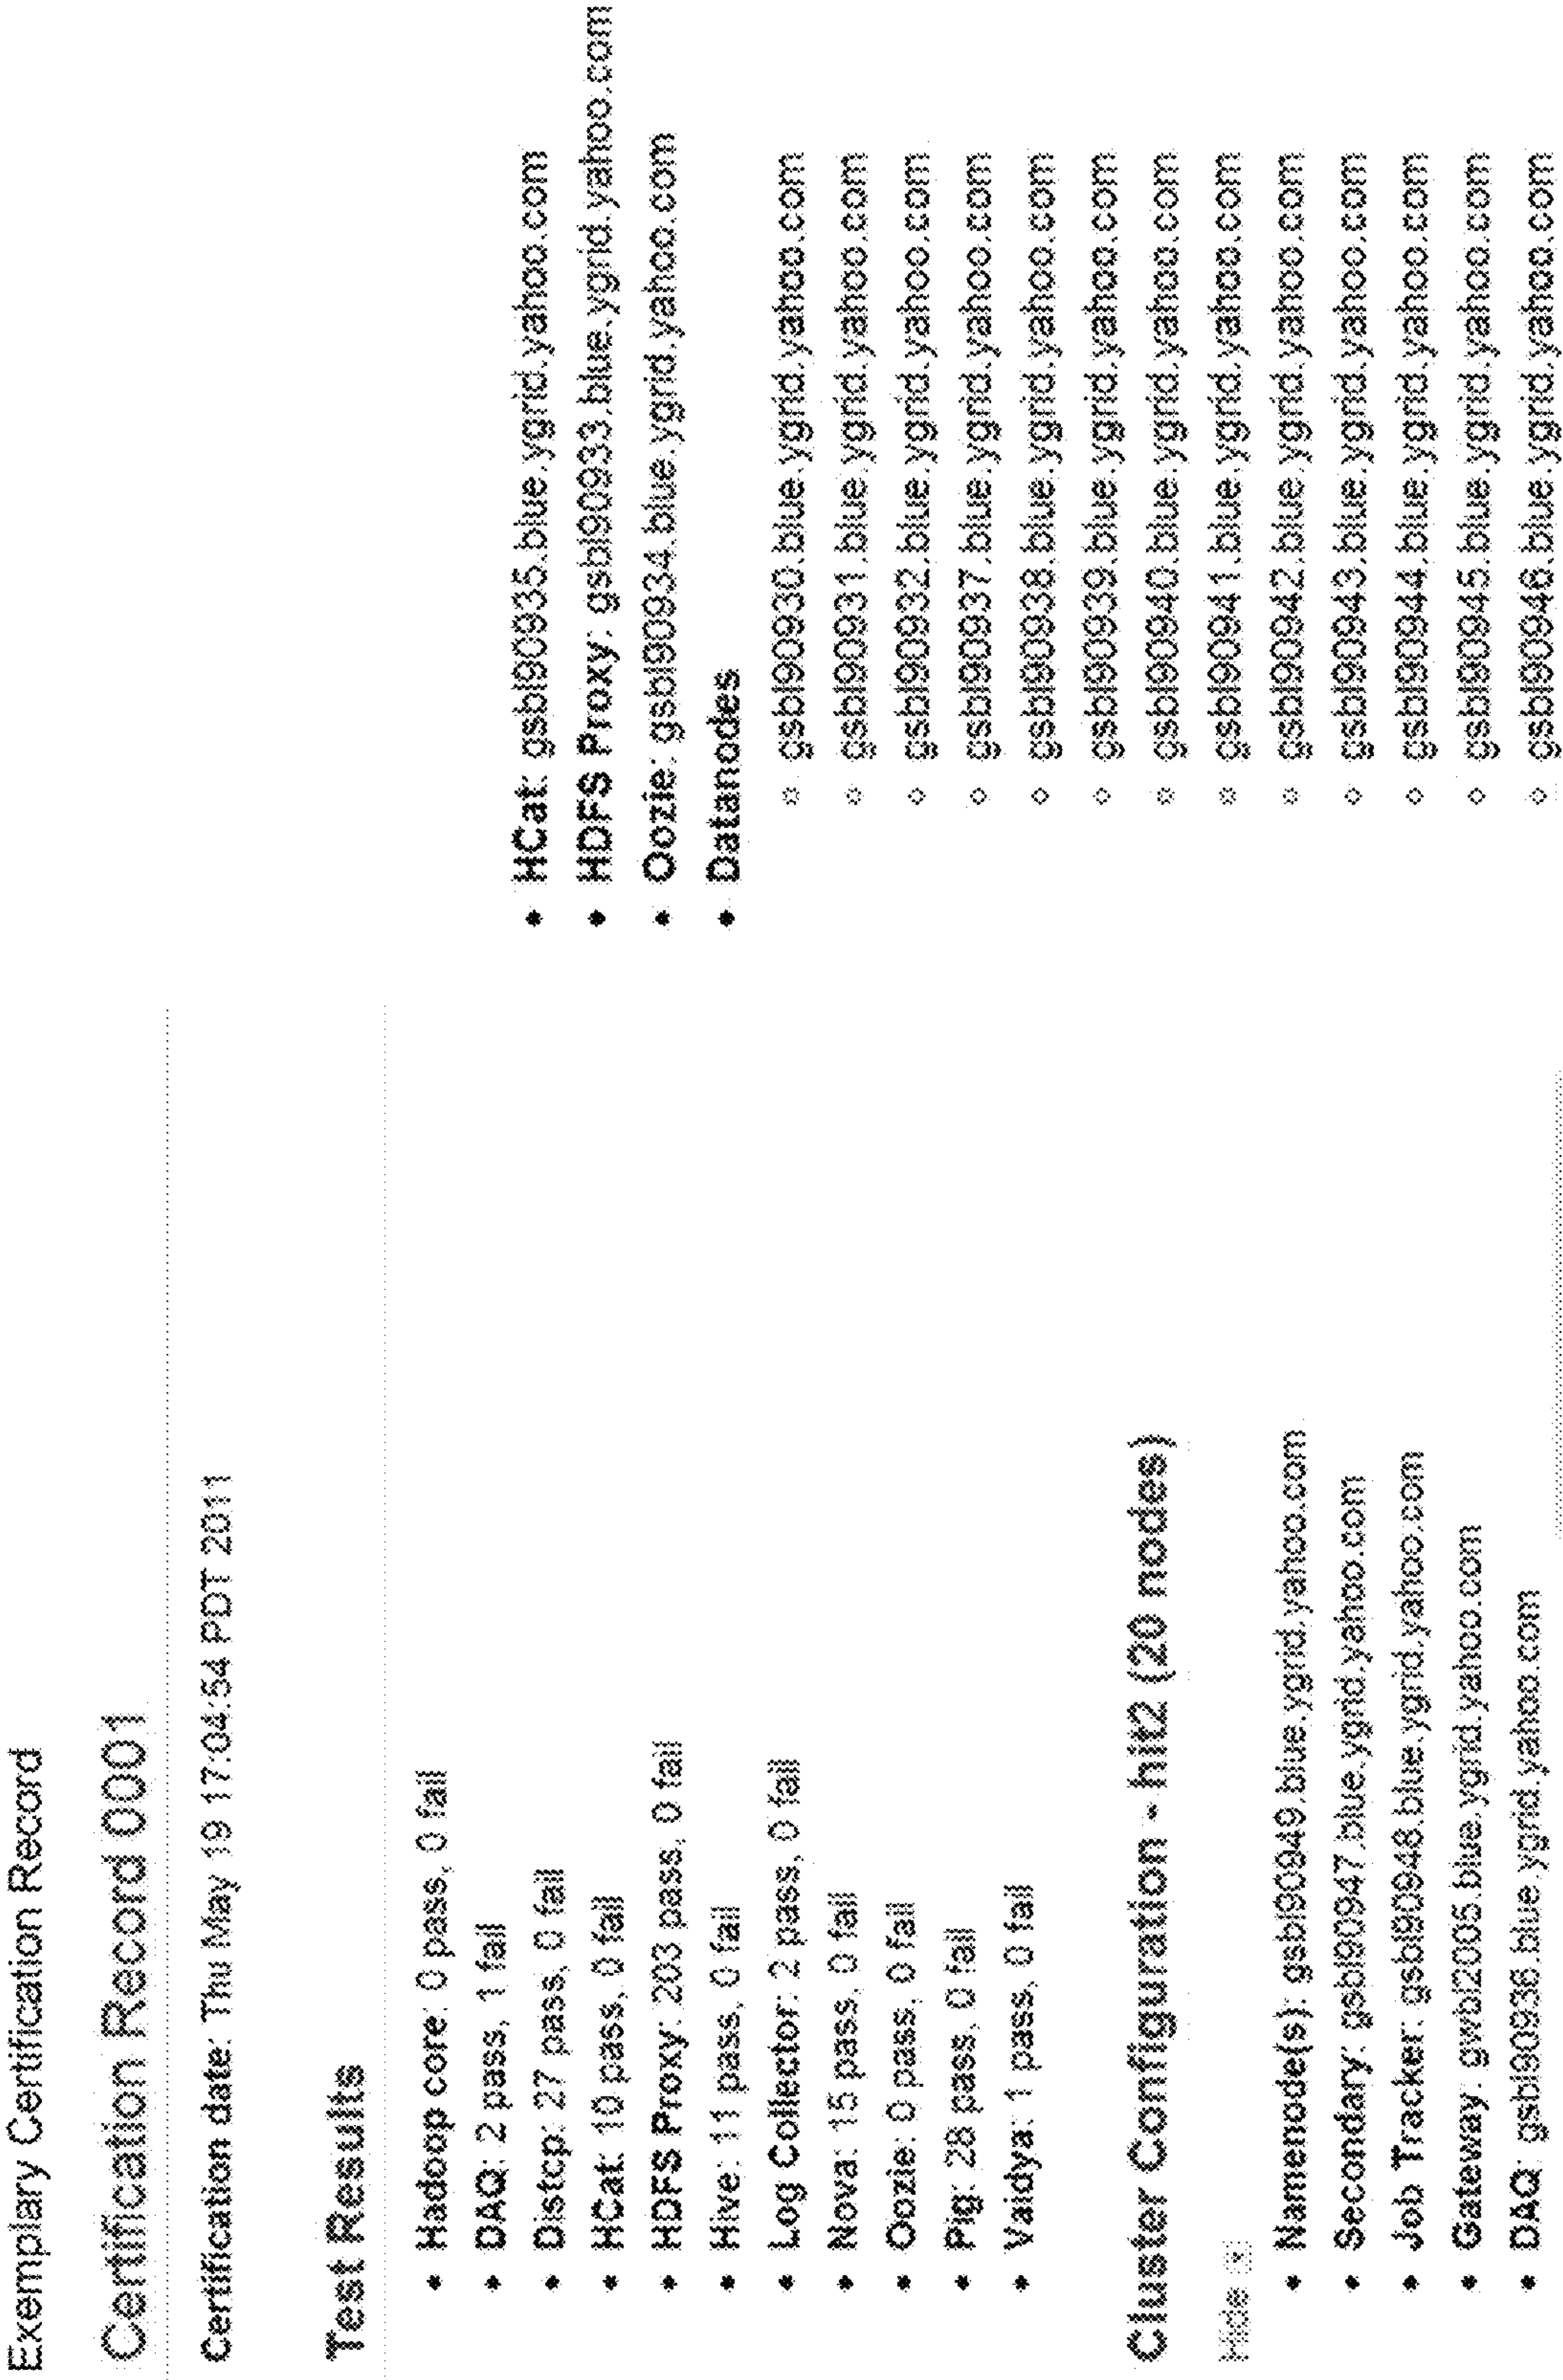 Exemplary Certification Record
Certification Record 0001
Certification date: Thu May 19 17:04:54 PDT 2011
Test Results
• Hadoop core: 0 pass, 0 fail
• DAQ: 2 pass, 1 fail
• Distcp: 27 pass, 0 fail
• HCat: 10 pass, 0 fail
• HDFS Proxy: 203 pass, 0 fail
• Hive: 11 pass, 0 fail
• Log Collector: 2 pass, 0 fail
• Nova: 15 pass, 0 fail
• Oozie: 0 pass, 0 fail
• Pig: 28 pass, 0 fail
• Vaidya: 1 pass, 0 fail
Cluster Configuration - hit2 (20 nodes)
Hide
• Namenode(s): gsbl90949.blue.ygrid.yahoo.com
• Secondary: gsbl90947.blue.ygrid.yahoo.com
• Job Tracker: gsbl90948.blue.ygrid.yahoo.com
• Gateway: gwbl2005.blue.ygrid.yahoo.com
• DAQ: gsbl90936.blue.ygrid.yahoo.com
• HCat: gsbl90935.blue.ygrid.yahoo.com
• HDFS Proxy: gsbl90933.blue.ygrid.yahoo.com
• Oozie: gsbl90934.blue.ygrid.yahoo.com
• Datanodes
○ gsbl90930.blue.ygrid.yahoo.com
○ gsbl90931.blue.ygrid.yahoo.com
○ gsbl90932.blue.ygrid.yahoo.com
○ gsbl90937.blue.ygrid.yahoo.com
○ gsbl90938.blue.ygrid.yahoo.com
○ gsbl90939.blue.ygrid.yahoo.com
○ gsbl90940.blue.ygrid.yahoo.com
○ gsbl90941.blue.ygrid.yahoo.com
○ gsbl90942.blue.ygrid.yahoo.com
○ gsbl90943.blue.ygrid.yahoo.com
○ gsbl90944.blue.ygrid.yahoo.com
○ gsbl90945.blue.ygrid.yahoo.com
○ gsbl90946.blue.ygrid.yahoo.com